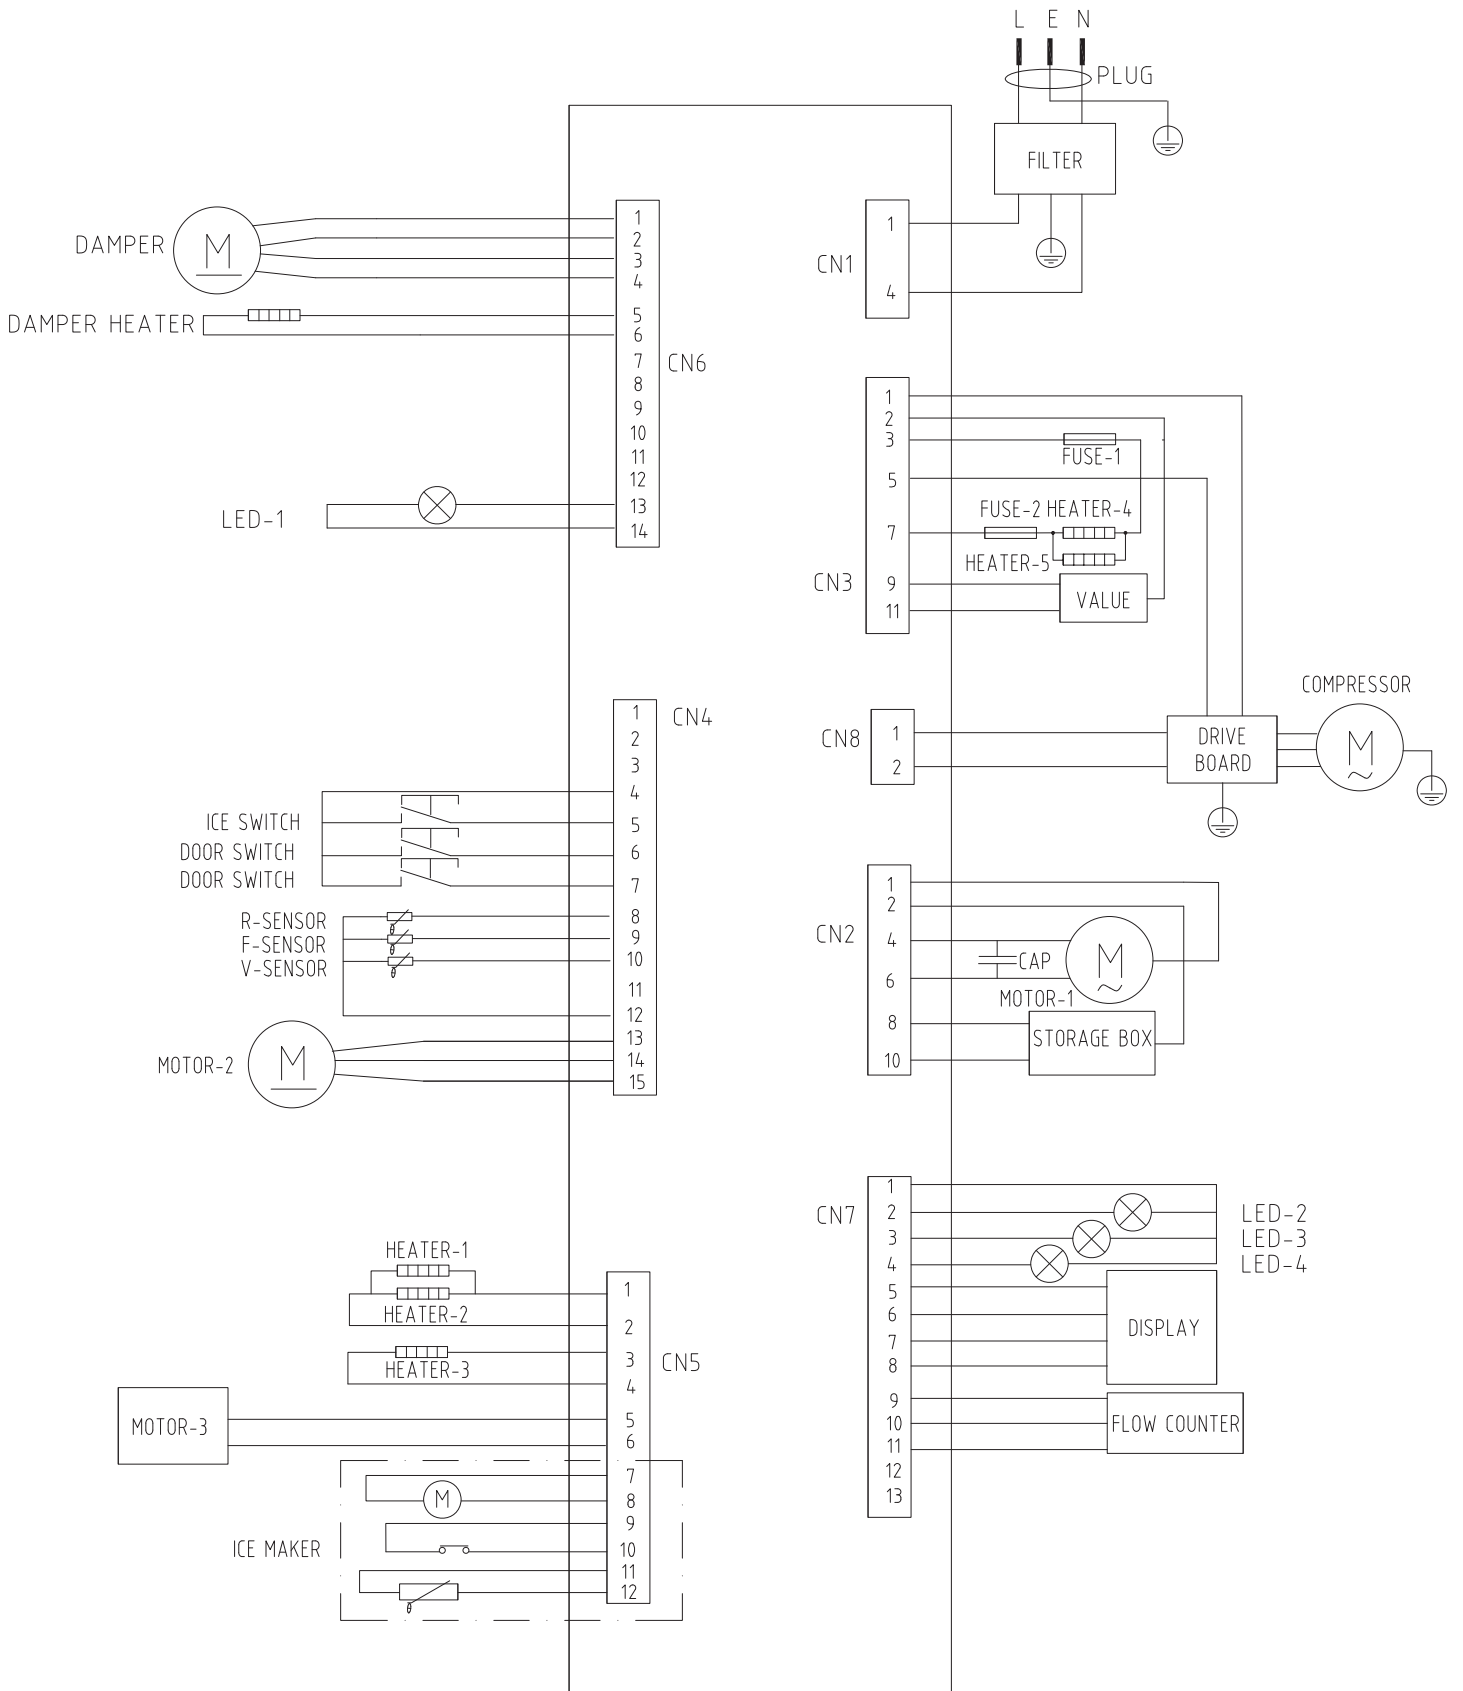 L E N
PLUG
FILTER
DAMPER
M
DAMPER HEATER
LED-1
1
2
3
4
5
6
7
8
9
10
11
12
13
14
CN6
CN1
1
4
CN3
1
2
3
5
7
9
11
FUSE-1
FUSE-2 HEATER-4
HEATER-5
VALUE
COMPRESSOR
CN8
1
2
DRIVE
BOARD
M
~
CN4
1
2
3
4
5
6
7
8
9
10
11
12
13
14
15
ICE SWITCH
DOOR SWITCH
DOOR SWITCH
R-SENSOR
F-SENSOR
V-SENSOR
θ
θ
θ
MOTOR-2
M
CN2
1
2
4
6
8
10
CAP
M
~
MOTOR-1
STORAGE BOX
CN7
1
2
3
4
5
6
7
8
9
10
11
12
13
LED-2
LED-3
LED-4
DISPLAY
FLOW COUNTER
HEATER-1
HEATER-2
HEATER-3
CN5
1
2
3
4
5
6
7
8
9
10
11
12
MOTOR-3
M
ICE MAKER
θ